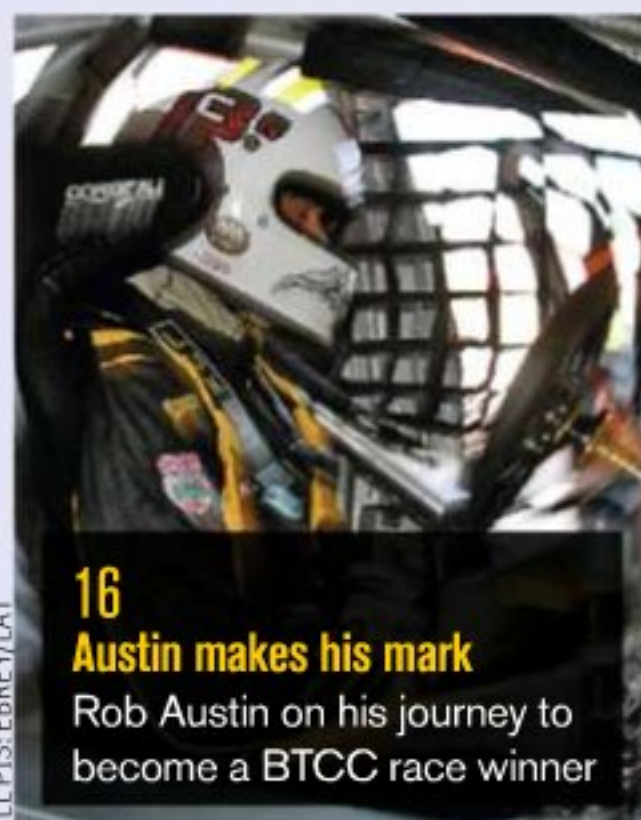 16
Austin makes his mark
Rob Austin on his journey to
become a BTCC race winner